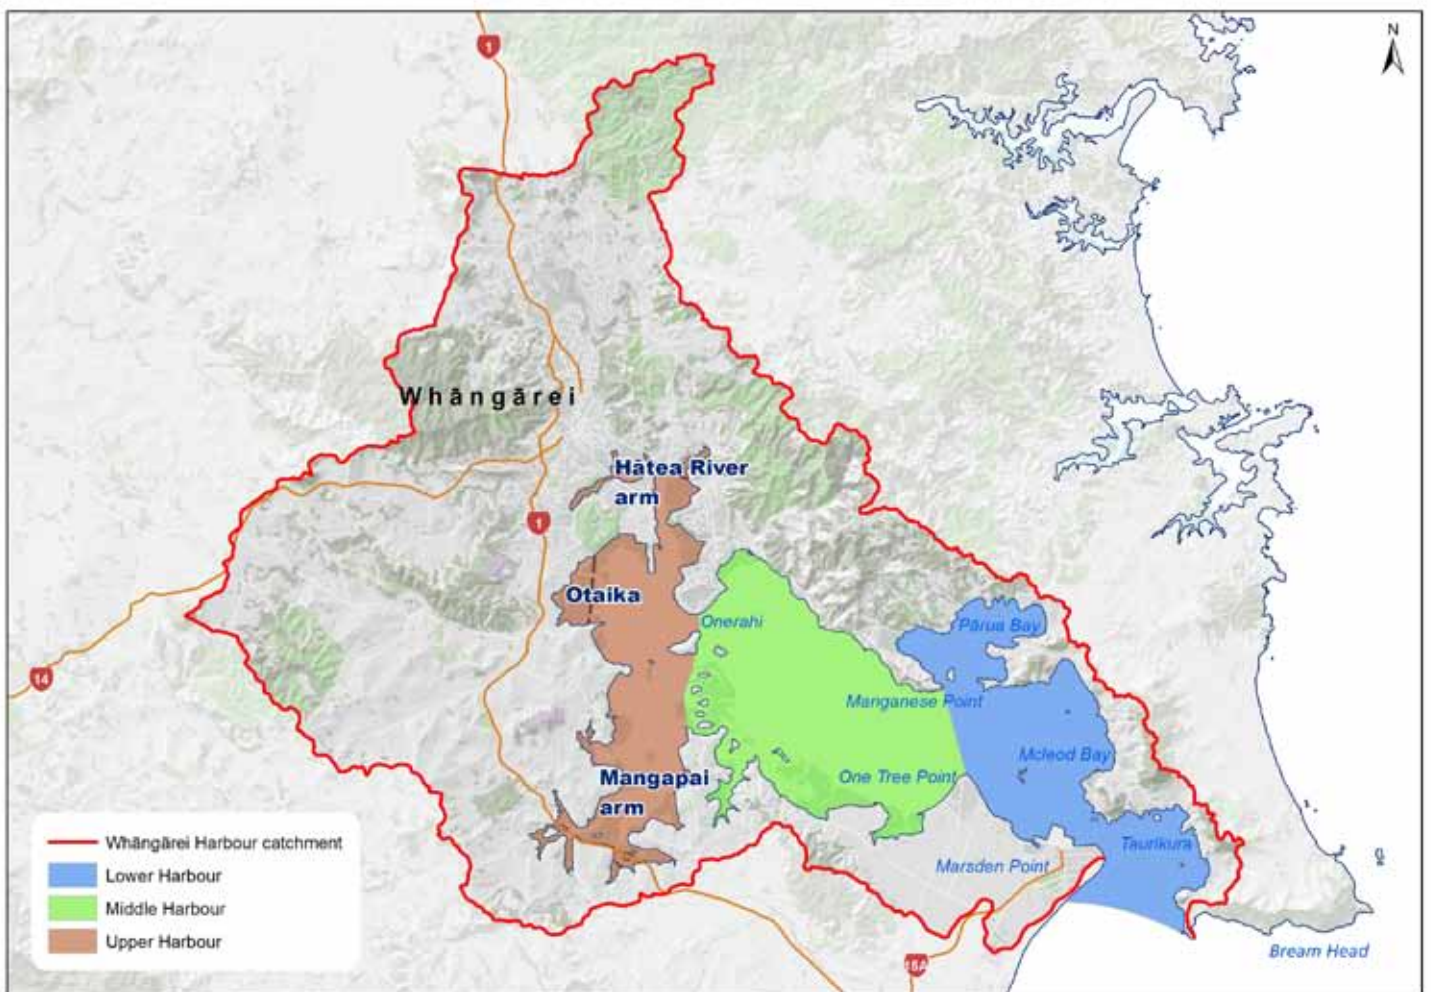 N
1
Whāngārei
Hātea River
arm
1
Otaika
Onerahi
Pārua Bay
14
Manganese Point
Mcleod Bay
Mangapai
arm
One Tree Point
Whāngārei Harbour catchment
Lower Harbour
Middle Harbour
Upper Harbour
Taurikura
Marsden Point
Bream Head
15A